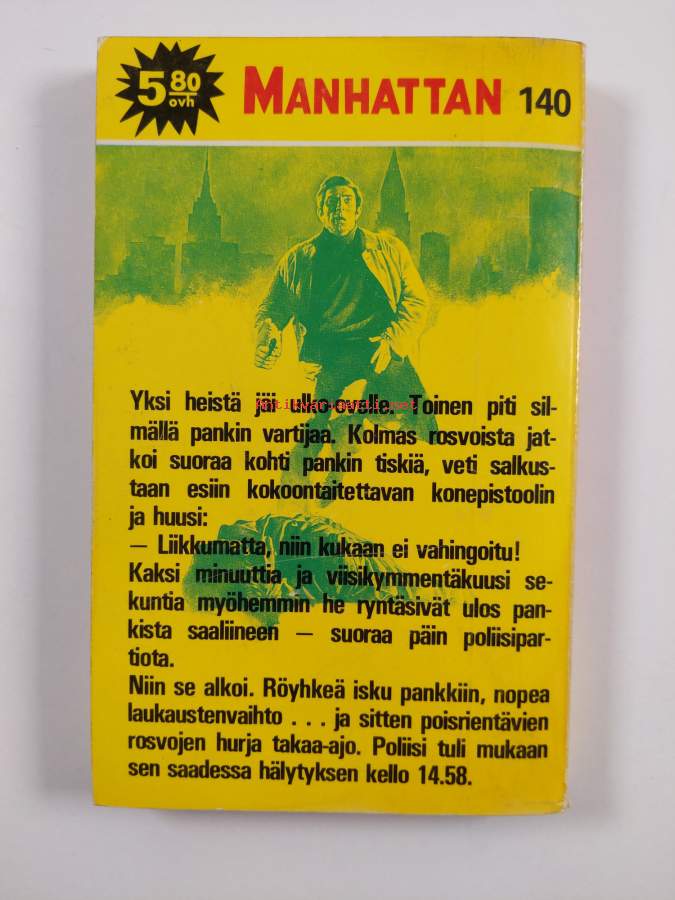 5 80
ovh
MANHATTAN 140
Yksi heistä jäi ulko-ovelle. Toinen piti sil-
Antikvariaatti.net
mällä pankin vartijaa. Kolmas rosvoista jat-
koi suoraa kohti pankin tiskiä, veti salkus-
taan esiin kokoontaitettavan konepistoolin
ja huusi:
— Liikkumatta, niin kukaan ei vahingoitu!
Kaksi minuuttia ja viisikymmentäkuusi se-
kuntia myöhemmin he ryntäsivät ulos pan-
kista saaliineen — suoraa päin poliisipar-
tiota.
Niin se alkoi. Röyhkeä isku pankkiin, nopea
laukaustenvaihto . . . ja sitten poisrientävien
rosvojen hurja takaa-ajo. Poliisi tuli mukaan
sen saadessa hälytyksen kello 14.58.